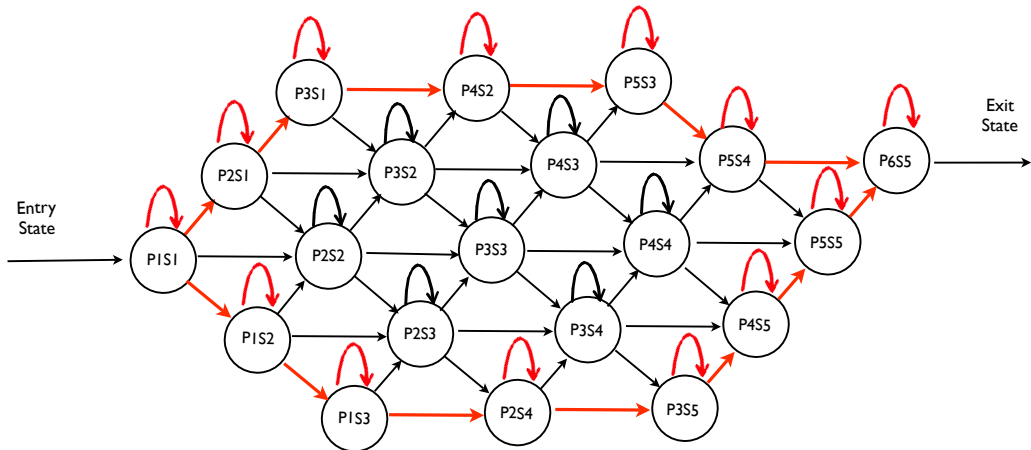 P3S1
P4S2
P5S3
Exit
State
P2S1
P3S2
P4S3
P5S4
P6S5
Entry
State
P1S1
P2S2
P3S3
P4S4
P5S5
P1S2
P2S3
P3S4
P4S5
P1S3
P2S4
P3S5